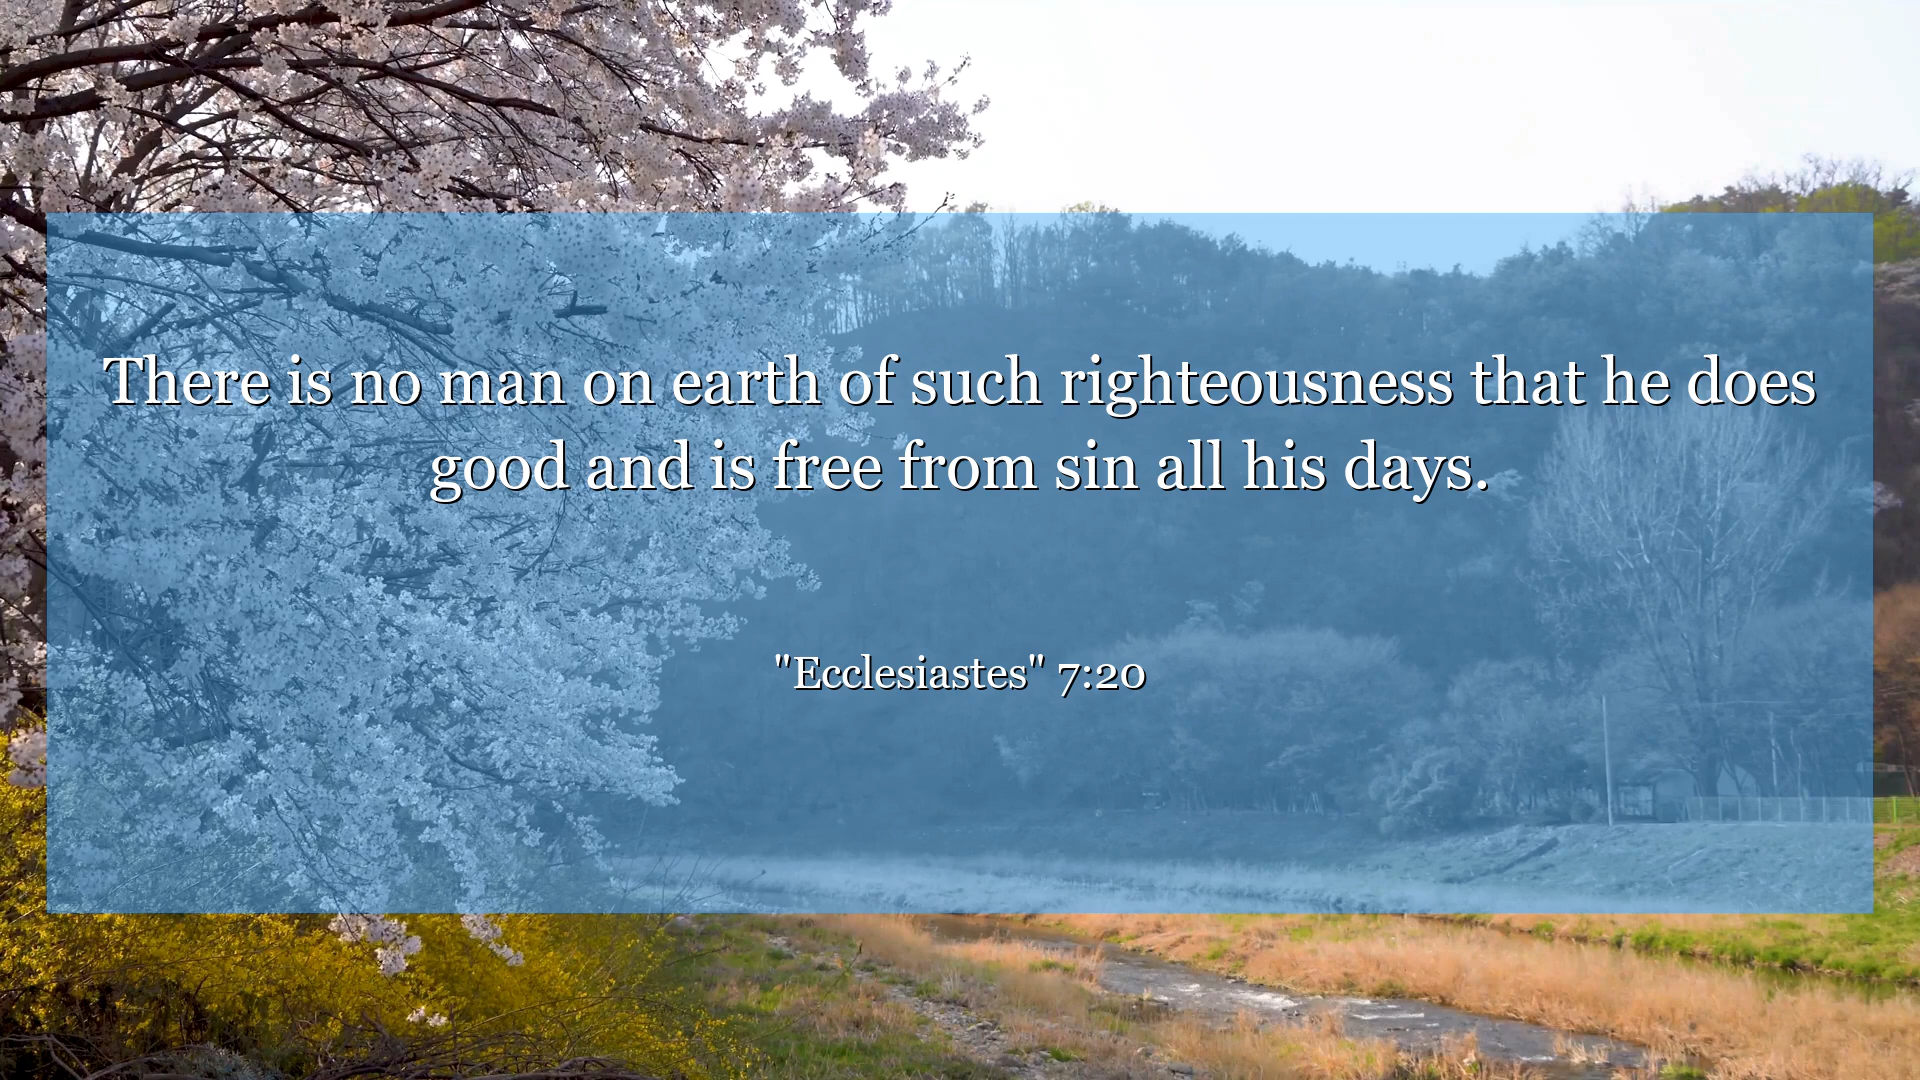 There is no man on earth of such righteousness that he does
good and is free from sin all his days.
"Ecclesiastes" 7:20